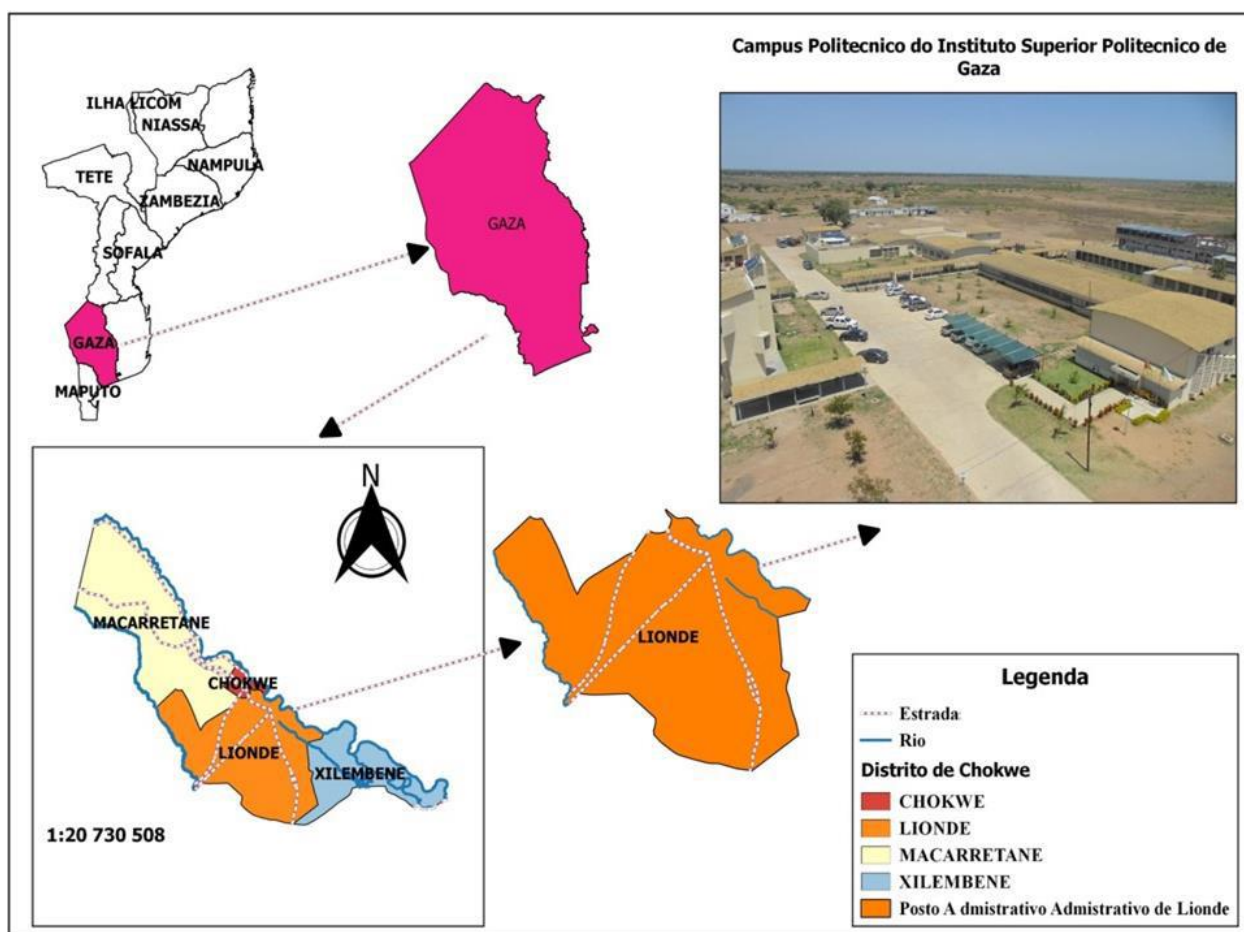 Campus Politecnico do Instituto Superior Politecnico de
Gaza
ILHA LICOM
NIASSA
NAMPULA
TETE
ZAMBEZIA
SOFALA
GAZA
MAPUTO
GAZA
N
MACARRETANE
CHOKWE
LIONDE
XILEMBENE
1:20 730 508
LIONDE
Legenda
Estrada
Rio
Distrito de Chokwe
CHOKWE
LIONDE
MACARRETANE
XILEMBENE
Posto A dmistrativo Admistrativo de Lionde